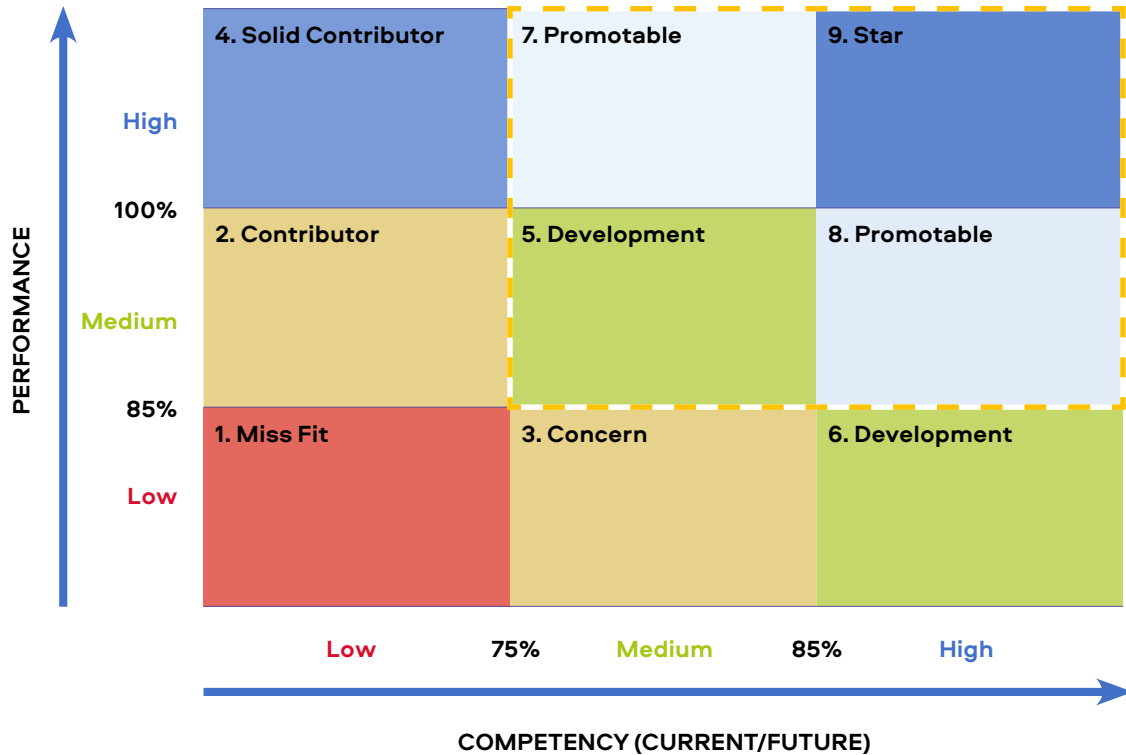 4. Solid Contributor
7. Promotable
9. Star
High
100%
2. Contributor
5. Development
8. Promotable
PERFORMANCE
Medium
85%
1. Miss Fit
3. Concern
6. Development
Low
Low
75%
Medium
85%
High
COMPETENCY (CURRENT/FUTURE)